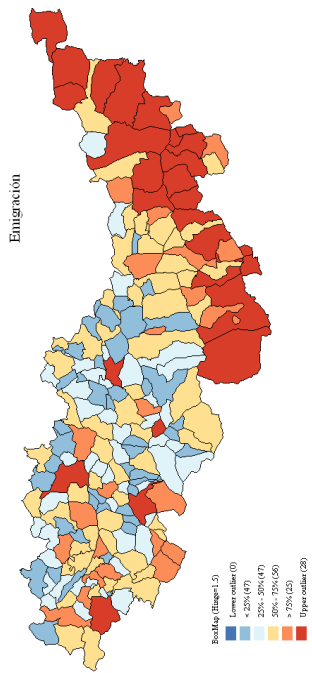 Emigración
BoxMap (Hinge=1.5)
Lower outlier (0)
< 25% (47)
25% - 50% (47)
50% - 75% (56)
> 75% (25)
Upper outlier (28)